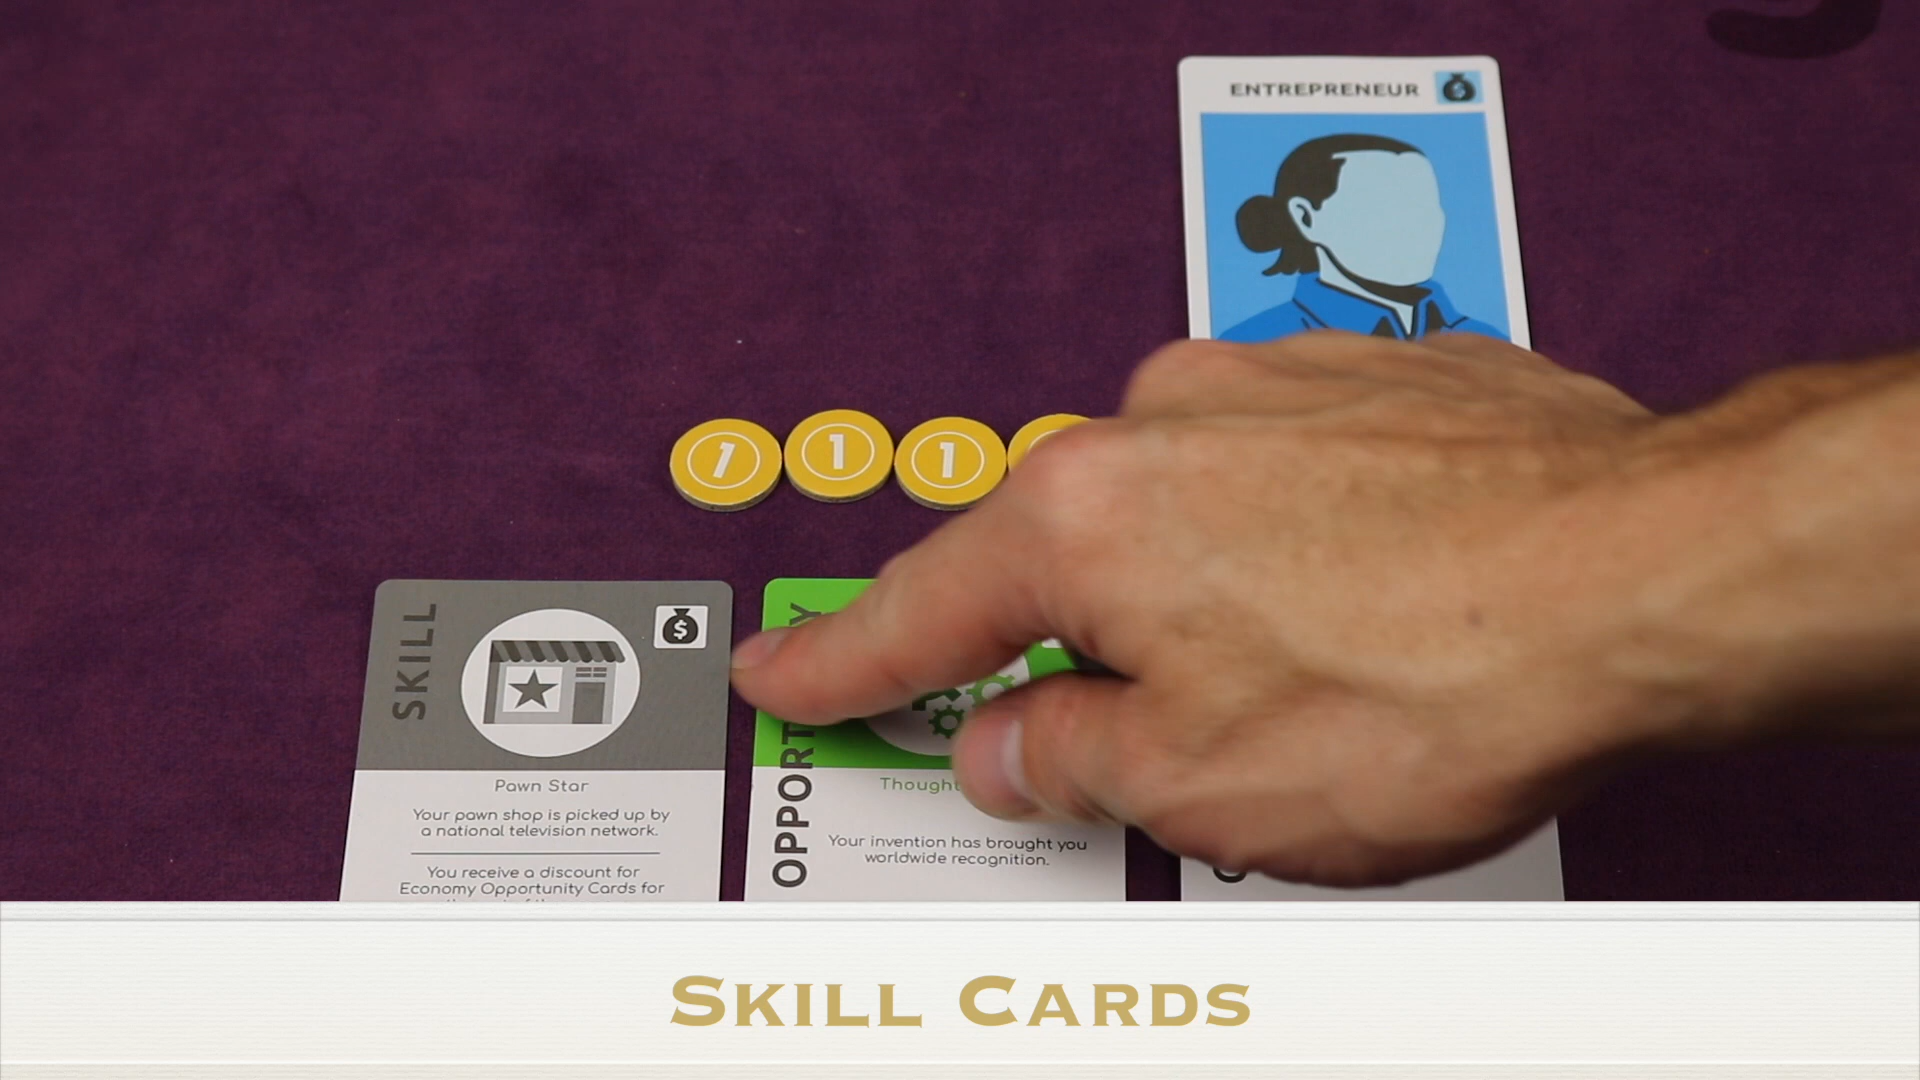 ENTREPRENEUR
1
1
1
SKILL
Pawn Star
Your pawn shop is picked up by
a national television network.
You receive a discount for
Economy Opportunity Cards for
Thought
Your invention has brought you
worldwide recognition.
SKILL CARDS